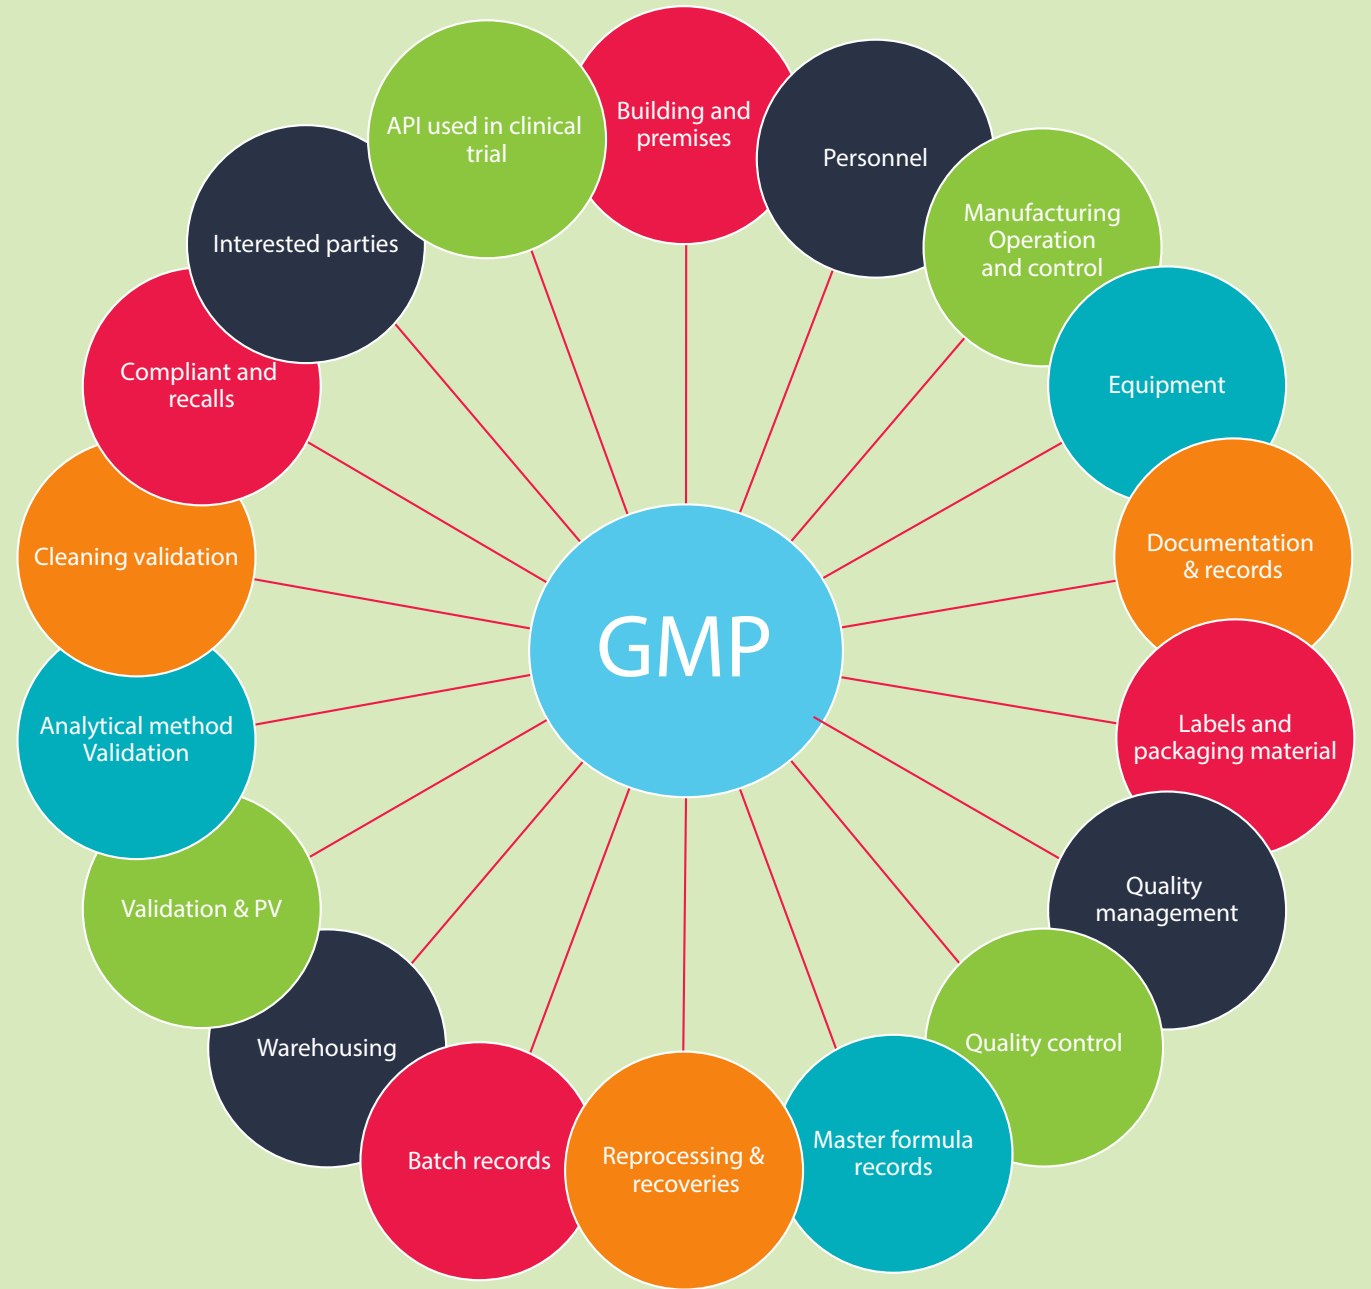 API used in clinical
trial
Building and
premises
Personnel
Manufacturing
Operation
and control
Equipment
Documentation
& records
Labels and
packaging material
Quality
management
Quality control
Master formula
records
Reprocessing &
recoveries
Batch records
Warehousing
Validation & PV
Analytical method
Validation
Cleaning validation
Compliant and
recalls
Interested parties
GMP